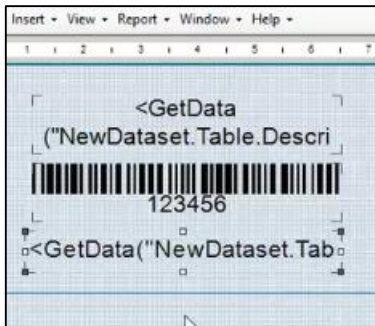 Insert View Report Window Help
1 2 3 4 5 6 7
<GetData
("NewDataset.Table.Descri
123456
<GetData("NewDataset.Tab